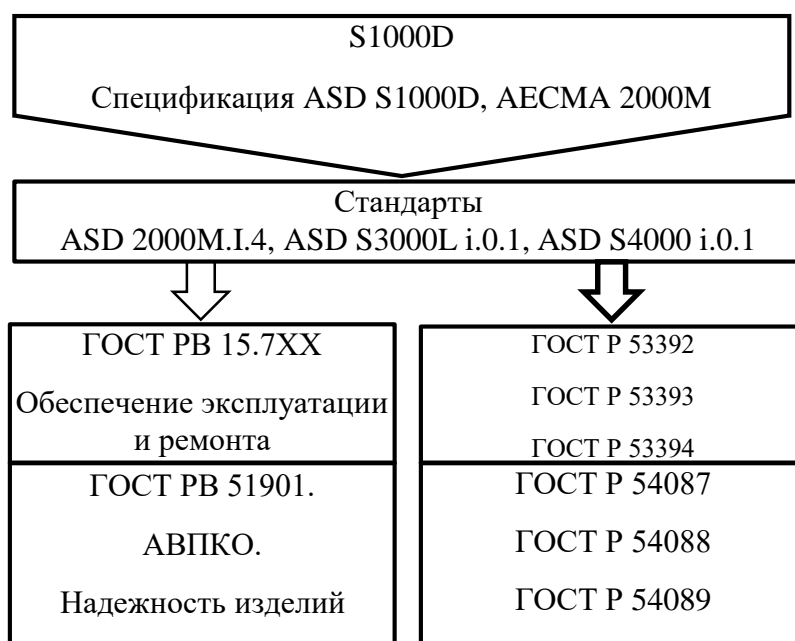 S1000D
Спецификация ASD S1000D, AECMA 2000M
Стандарты
ASD 2000M.I.4, ASD S3000L i.0.1, ASD S4000 i.0.1
ГОСТ РВ 15.7ХХ
Обеспечение эксплуатации
и ремонта
ГОСТ РВ 51901.
АВПКО.
Надежность изделий
ГОСТ Р 53392
ГОСТ Р 53393
ГОСТ Р 53394
ГОСТ Р 54087
ГОСТ Р 54088
ГОСТ Р 54089